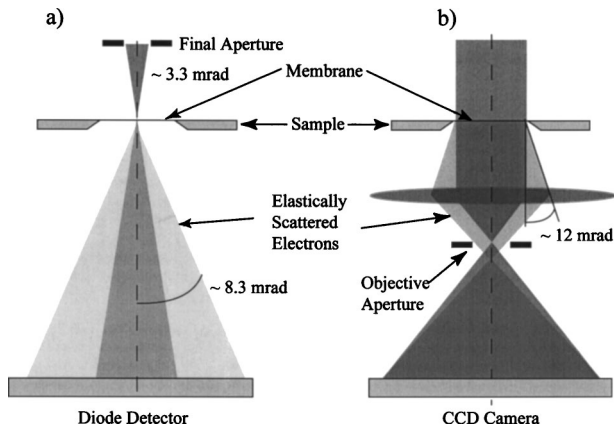 a)
b)
Final Aperture
~ 3.3 mrad
Membrane
Sample
Elastically
Scattered
Electrons
~ 12 mrad
~ 8.3 mrad
Objective
Aperture
Diode Detector
CCD Camera